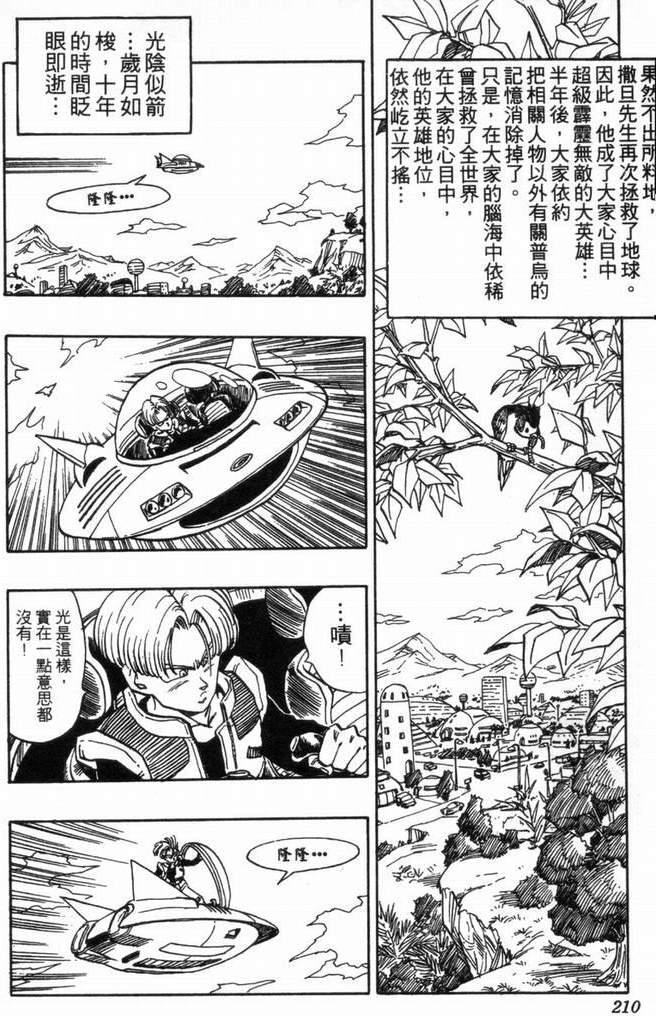 果然不出所料地，
撒旦先生再次拯救了地球。
因此，他成了大家心目中
超級霹靂無敵的大英雄…
半年後，大家依約
把相關人物以外有關普烏的
記憶消除掉了。
只是，在大家的腦海中依稀
曾拯救了全世界，
在大家的心目中，
他的英雄地位，
依然屹立不搖…
光陰似箭
…歲月如
梭，十年
的時間眨
眼即逝…
隆隆…
…嘖！
光是這樣，
實在一點意思都
沒有！
隆隆…
210